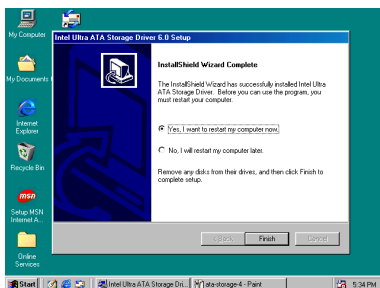 My Computer
Intel Ultra ATA Storage Driver 6.0 Setup
InstallShield Wizard Complete
The InstallShield Wizard has successfully installed Intel Ultra
ATA Storage Driver. Before you can use the program, you
must restart your computer.
Yes, I want to restart my computer now.
No, I will restart my computer later.
Remove any disks from their drives, and then click Finish to
complete setup.
< Back
Finish
Cancel
My Documents
Internet
Explorer
Recycle Bin
msn
Setup MSN
Internet A...
Online
Services
Start
Intel Ultra ATA Storage Dri...
ata-storage-4 - Paint
5:34 PM